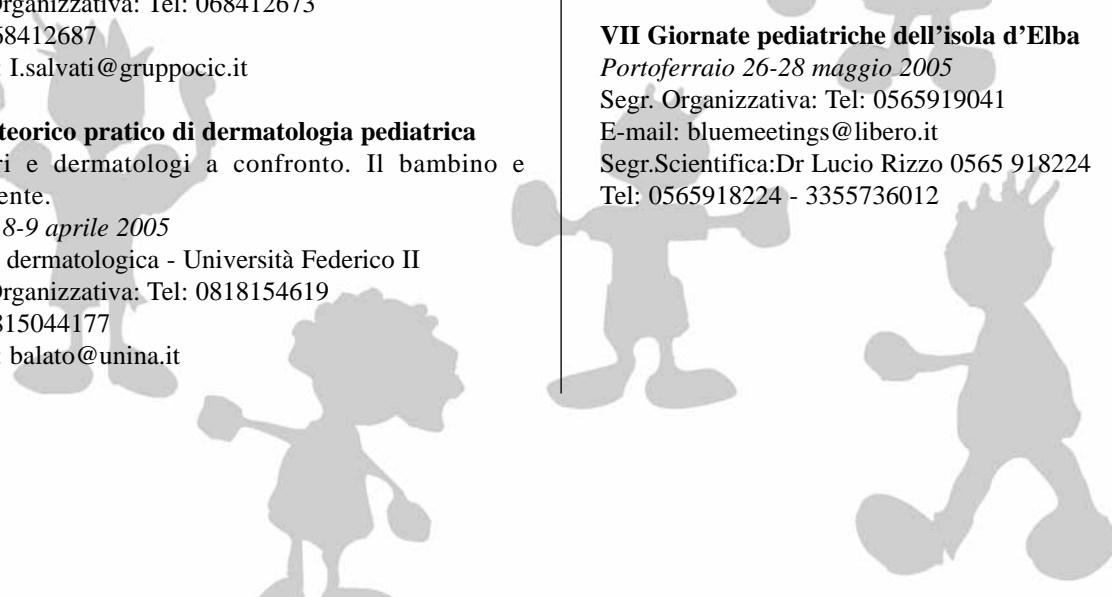 Organizzativa: Tel: 068412673
68412687
: I.salvati@gruppocic.it
teorico pratico di dermatologia pediatrica
ri e dermatologi a confronto. Il bambino e
ente.
8-9 aprile 2005
dermatologica - Università Federico II
Organizzativa: Tel: 0818154619
815044177
: balato@unina.it
VII Giornate pediatriche dell'isola d'Elba
Portoferraio 26-28 maggio 2005
Segr. Organizzativa: Tel: 0565919041
E-mail: bluemeetings@libero.it
Segr.Scientifica:Dr Lucio Rizzo 0565 918224
Tel: 0565918224 - 3355736012